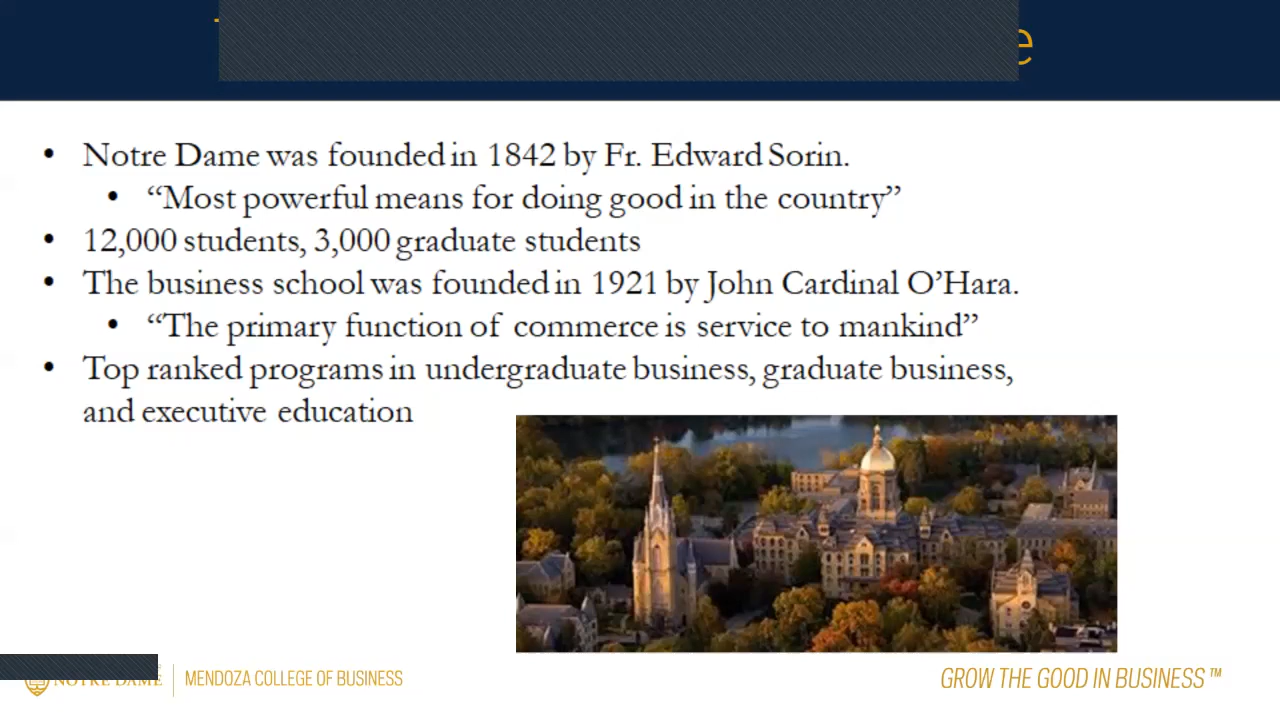 • Notre Dame was founded in 1842 by Fr. Edward Sorin.
• “Most powerful means for doing good in the country”
• 12,000 students, 3,000 graduate students
• The business school was founded in 1921 by John Cardinal O’Hara.
• “The primary function of commerce is service to mankind”
• Top ranked programs in undergraduate business, graduate business,
and executive education
NOTRE DAME
MENDOZA COLLEGE OF BUSINESS
GROW THE GOOD IN BUSINESS™